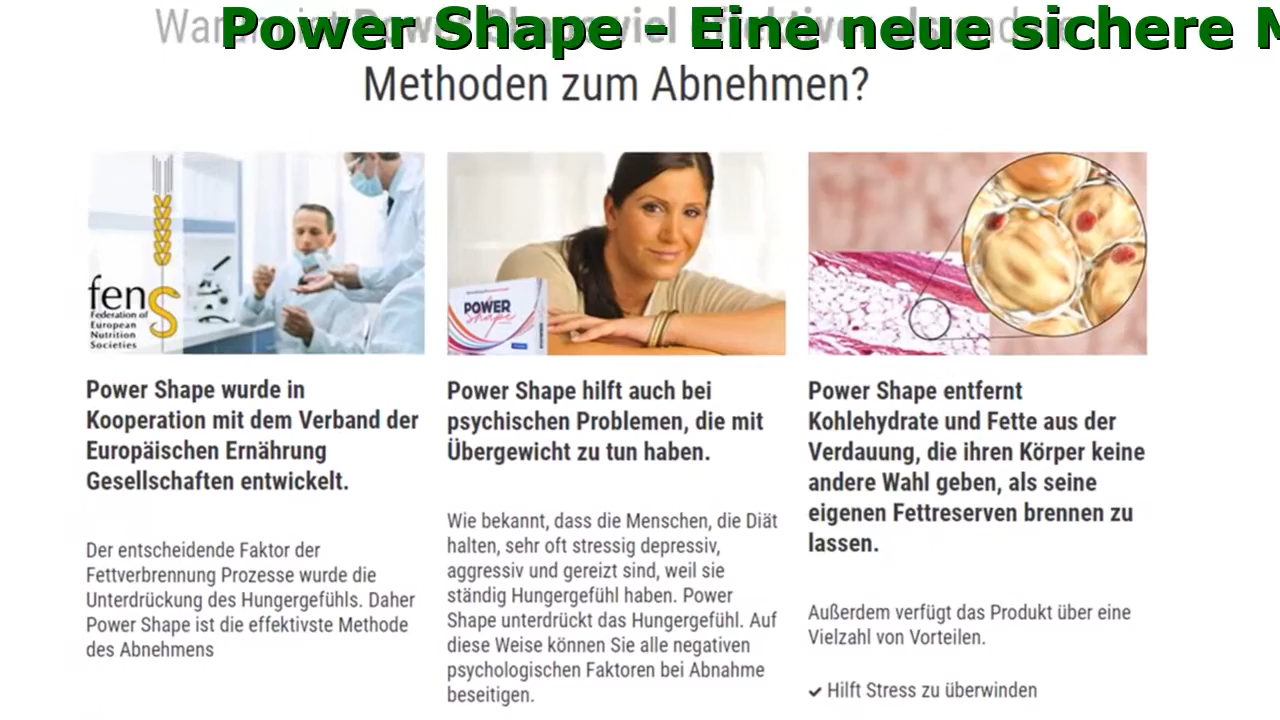 Power Shape - Eine neue sichere
Methoden zum Abnehmen?
fens
Federation of
European
Nutrition
Societies
POWER
shape
Power Shape wurde in
Kooperation mit dem Verband der
Europäischen Ernährung
Gesellschaften entwickelt.
Der entscheidende Faktor der
Fettverbrennung Prozesse wurde die
Unterdrückung des Hungergefühls. Daher
Power Shape ist die effektivste Methode
des Abnehmens
Power Shape hilft auch bei
psychischen Problemen, die mit
Übergewicht zu tun haben.
Wie bekannt, dass die Menschen, die Diät
halten, sehr oft stressig depressiv,
aggressiv und gereizt sind, weil sie
ständig Hungergefühl haben. Power
Shape unterdrückt das Hungergefühl. Auf
diese Weise können Sie alle negativen
psychologischen Faktoren bei Abnahme
beseitigen.
Power Shape entfernt
Kohlehydrate und Fette aus der
Verdauung, die ihren Körper keine
andere Wahl geben, als seine
eigenen Fettreserven brennen zu
lassen.
Außerdem verfügt das Produkt über eine
Vielzahl von Vorteilen.
✔ Hilft Stress zu überwinden